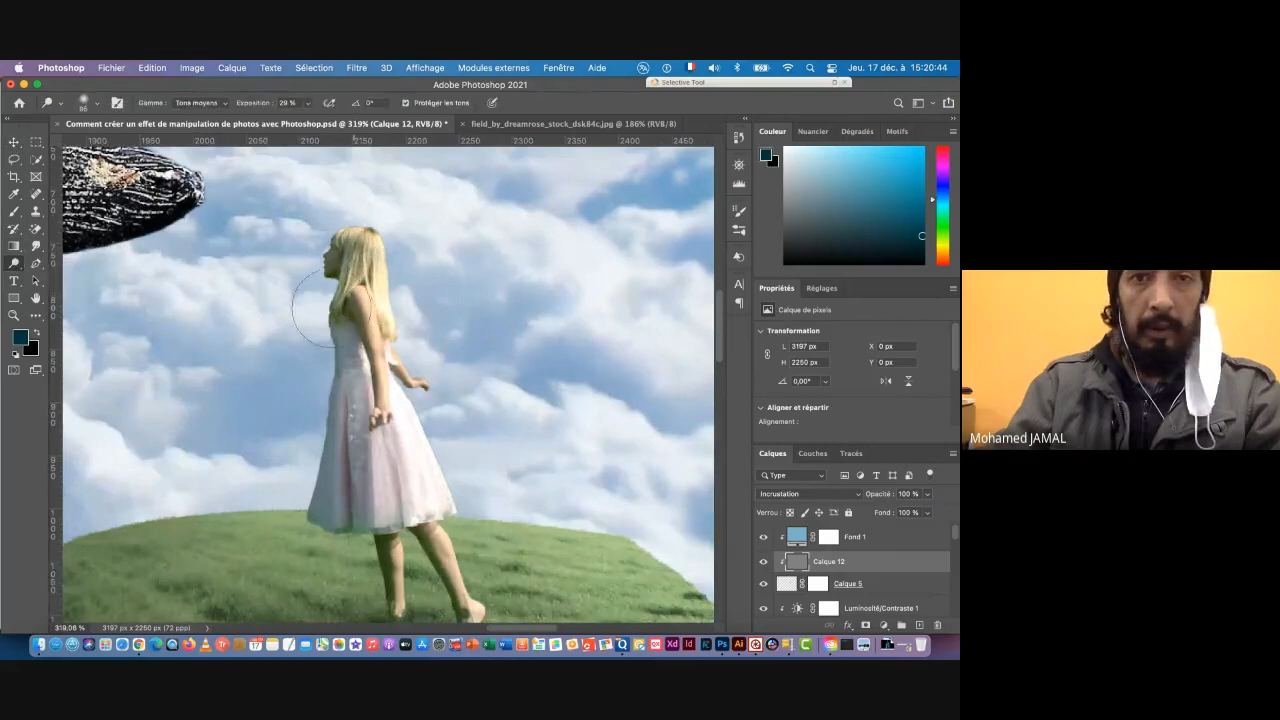 Photoshop Fichier Edition Image Calque Texte Sélection Filtre 3D Affichage Modules externes Fenêtre Aide Jeu. 17 déc. à 15:20:44
Adobe Photoshop 2021
Selective Tool
86 Gamme : Tons moyens Exposition : 29 % 0° Protéger les tons
Comment créer un effet de manipulation de photos avec Photoshop.psd @ 319% (Calque 12, RVB/8) *
field_by_dreamrose_stock_dsk84c.jpg @ 186% (RVB/8)
1900 1950 2000 2050 2100 2150 2200 2250 2300 2350 2400 2450
Couleur Nuancier Dégradés Motifs
Propriétés Réglages
Calque de pixels
Transformation
L 3197 px X 0 px
H 2250 px Y 0 px
0,00°
Aligner et répartir
Alignement :
Calques Couches Tracés
Type
Incrustation Opacité : 100 %
Verrou : Fond : 100 %
Fond 1
Calque 12
Calque 5
Luminosité/Contraste 1
319,06 % 3197 px x 2250 px (72 ppp)
Mohamed JAMAL